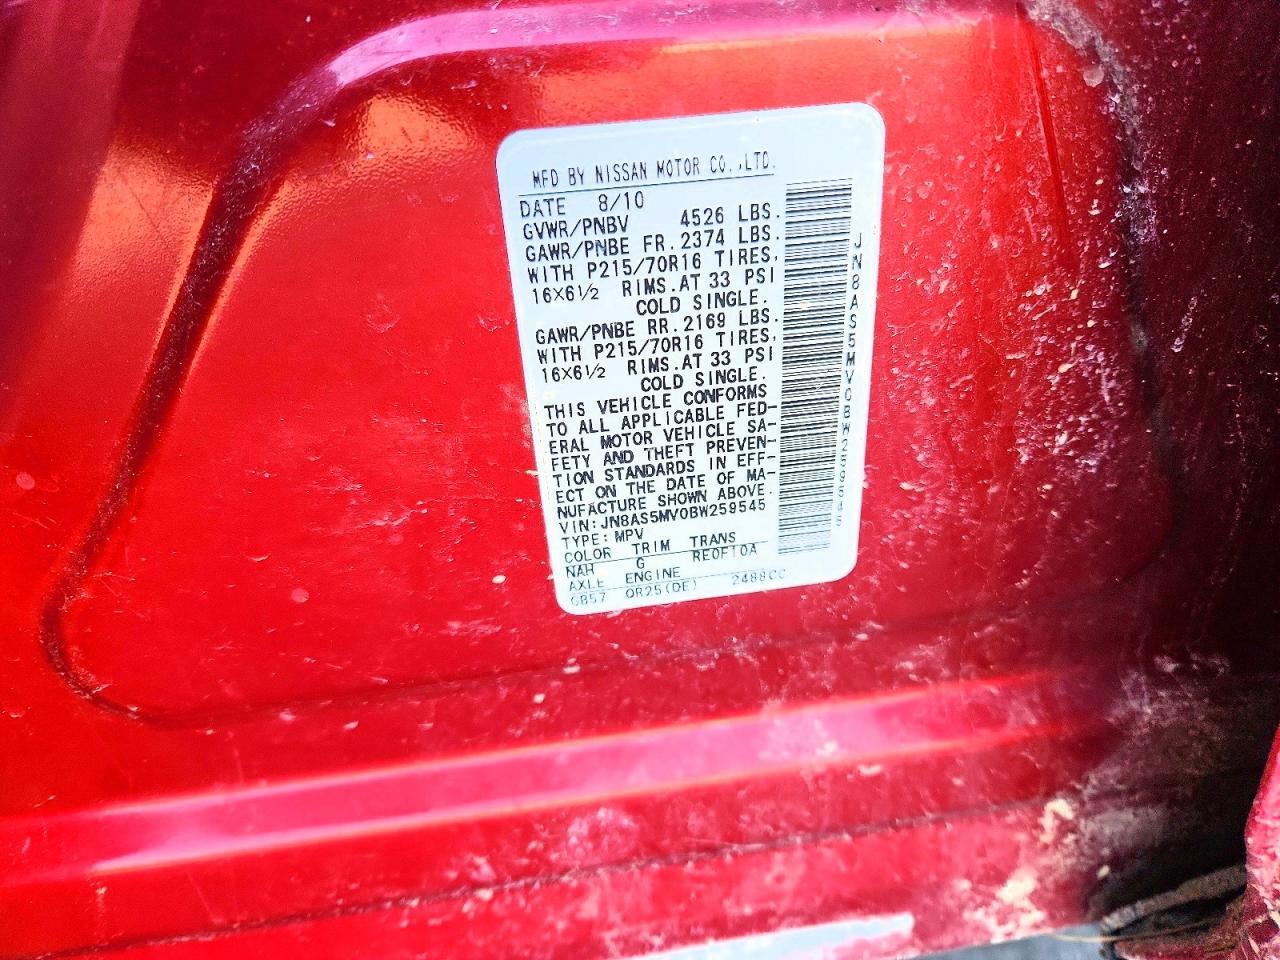 MFD BY NISSAN MOTOR CO.,LTD.
DATE 8/10
GVWR/PNBV 4526 LBS.
GAWR/PNBE FR.2374 LBS.
WITH P215/70R16 TIRES,
16X6½ RIMS.AT 33 PSI
COLD SINGLE.
GAWR/PNBE RR.2169 LBS.
WITH P215/70R16 TIRES,
16X6½ RIMS.AT 33 PSI
COLD SINGLE.
THIS VEHICLE CONFORMS
TO ALL APPLICABLE FED-
ERAL MOTOR VEHICLE SA-
FETY AND THEFT PREVEN-
TION STANDARDS IN EFF-
ECT ON THE DATE OF MA-
NUFACTURE SHOWN ABOVE.
VIN:JN8AS5MV0BW259545
TYPE:MPV
COLOR TRIM TRANS
NAH G RE0F10A
AXLE ENGINE
GB57 QR25(DE) 2488CC
JN8AS5MV0BW259545